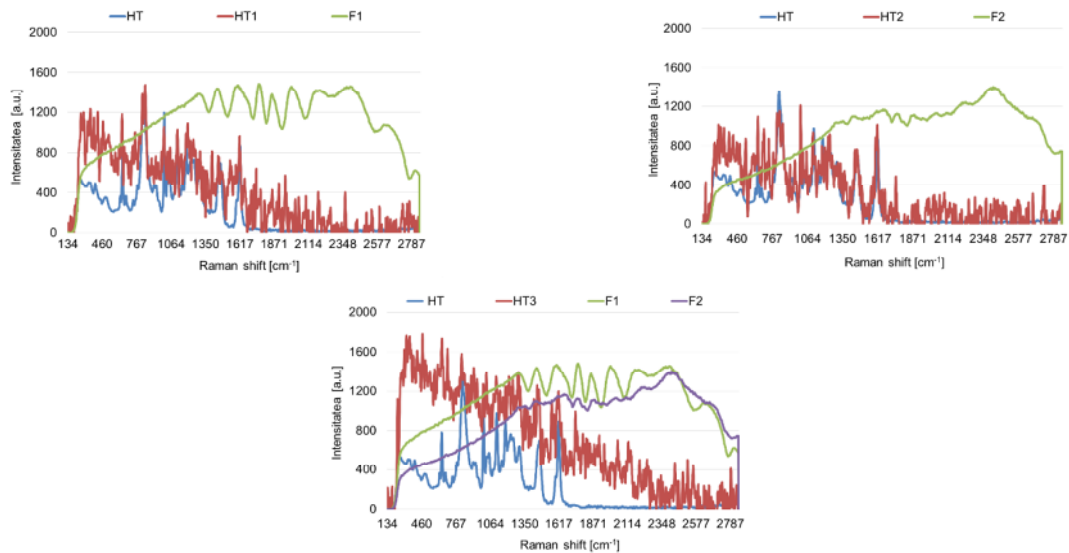 HT HT1 F1
2000
1600
1200
800
400
0
134 460 767 1064 1350 1617 1871 2114 2348 2577 2787
Intensitatea [a.u.]
Raman shift [cm⁻¹]
HT HT2 F2
2000
1600
1200
800
400
0
134 460 767 1064 1350 1617 1871 2114 2348 2577 2787
Intensitatea [a.u.]
Raman shift [cm⁻¹]
HT HT3 F1 F2
2000
1600
1200
800
400
0
134 460 767 1064 1350 1617 1871 2114 2348 2577 2787
Intensitatea [a.u.]
Raman shift [cm⁻¹]